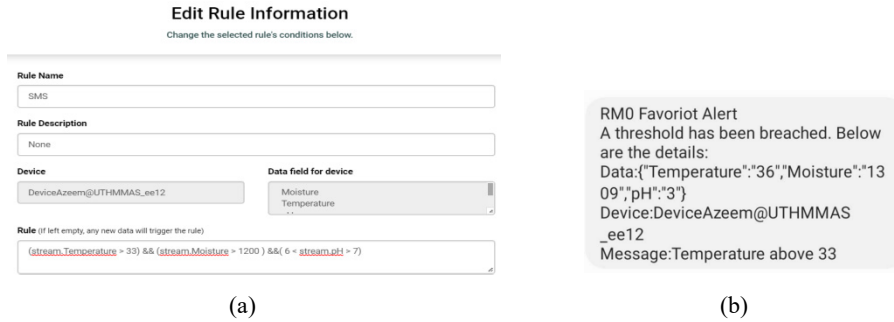 Edit Rule Information
Change the selected rule's conditions below.
Rule Name
SMS
Rule Description
None
Device
Data field for device
DeviceAzeem@UTHMMAS_ee12
Moisture
Temperature
Rule (If left empty, any new data will trigger the rule)
(stream.Temperature > 33) && (stream.Moisture > 1200 ) &&( 6 < stream.pH > 7)
(a)
RM0 Favoriot Alert
A threshold has been breached. Below
are the details:
Data:{"Temperature":"36","Moisture":"13
09","pH":"3"}
Device:DeviceAzeem@UTHMMAS
_ee12
Message:Temperature above 33
(b)